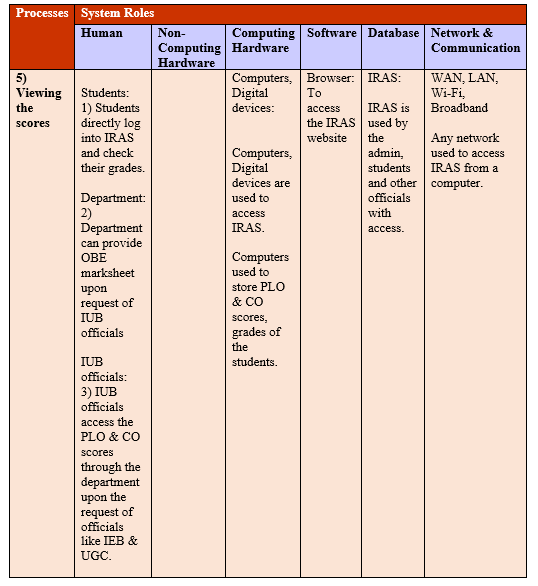 Processes
System Roles
Human
Non-
Computing
Hardware
Computing
Hardware
Software
Database
Network &
Communication
5)
Viewing
the
scores
Students:
1) Students
directly log
into IRAS
and check
their grades.
Department:
2)
Department
can provide
OBE
marksheet
upon
request of
IUB
officials
IUB
officials:
3) IUB
officials
access the
PLO & CO
scores
through the
department
upon the
request of
officials
like IEB &
UGC.
Computers,
Digital
devices:
Computers,
Digital
devices are
used to
access
IRAS.
Computers
used to
store PLO
& CO
scores,
grades of
the
students.
Browser:
To
access
the IRAS
website
IRAS:
IRAS is
used by
the
admin,
students
and other
officials
with
access.
WAN, LAN,
Wi-Fi,
Broadband
Any network
used to access
IRAS from a
computer.